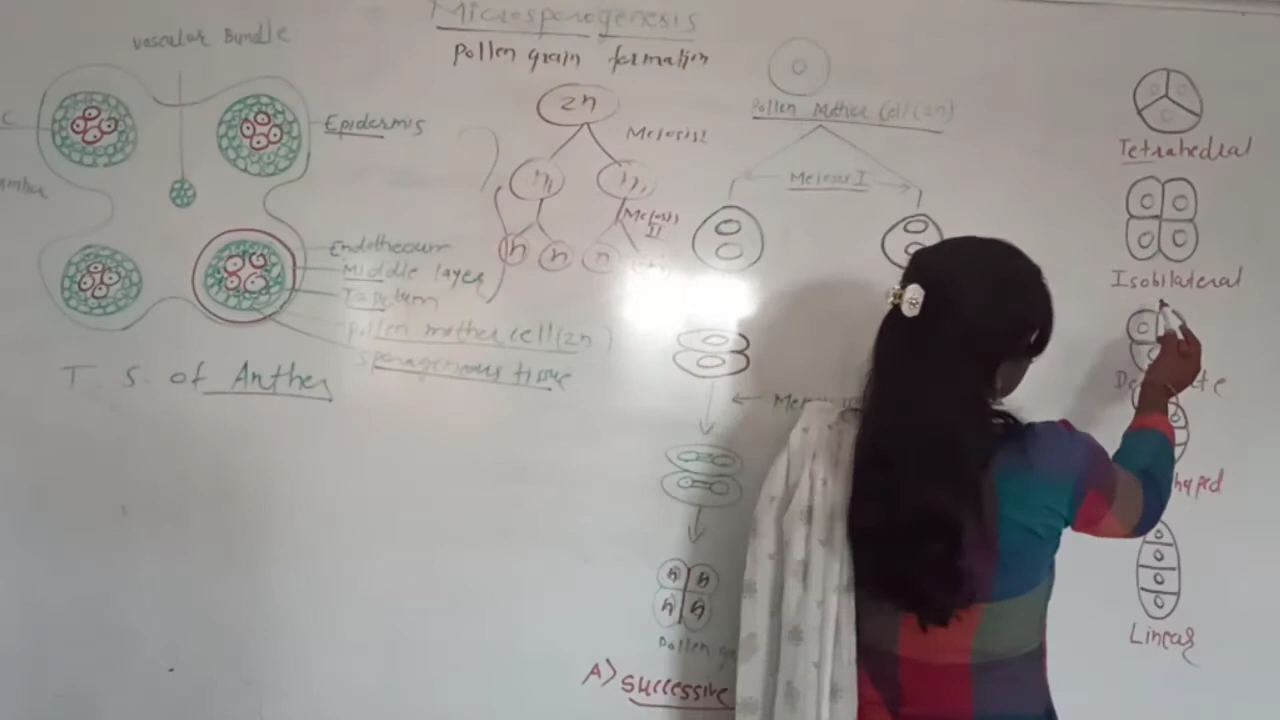 Microsporogenesis
Pollen grain formation
Vascular Bundle
C
Epidermis
Endothecium
Middle layer
Tapetum
pollen mother cell (2n)
sporogenous tissue
T. S. of Anther
2n
Meiosis I
n
n
Meiosis II
n
n
n
Pollen Mother Cell (2n)
Meiosis I
n
n
n
n
A) Successive
Tetrahedral
Isobilateral
Linear